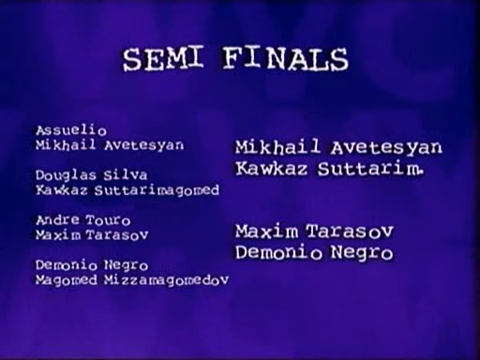 SEMI FINALS
Assuelio
Mikhail Avetesyan
Douglas Silva
Kawkaz Suttarimagomed
Andre Touro
Maxim Tarasov
Demonio Negro
Magomed Mizzamagomedov
Mikhail Avetesyan
Kawkaz Suttarim.
Maxim Tarasov
Demonio Negro